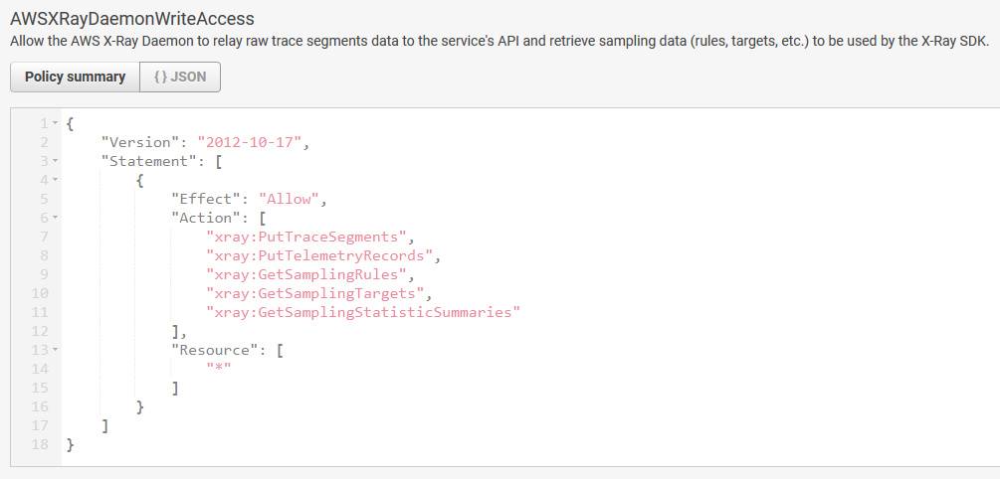 AWSXRayDaemonWriteAccess
Allow the AWS X-Ray Daemon to relay raw trace segments data to the service's API and retrieve sampling data (rules, targets, etc.) to be used by the X-Ray SDK.
Policy summary { } JSON
1 {
2 "Version": "2012-10-17",
3 "Statement": [
4 {
5 "Effect": "Allow",
6 "Action": [
7 "xray:PutTraceSegments",
8 "xray:PutTelemetryRecords",
9 "xray:GetSamplingRules",
10 "xray:GetSamplingTargets",
11 "xray:GetSamplingStatisticSummaries"
12 ],
13 "Resource": [
14 "*"
15 ]
16 }
17 ]
18 }